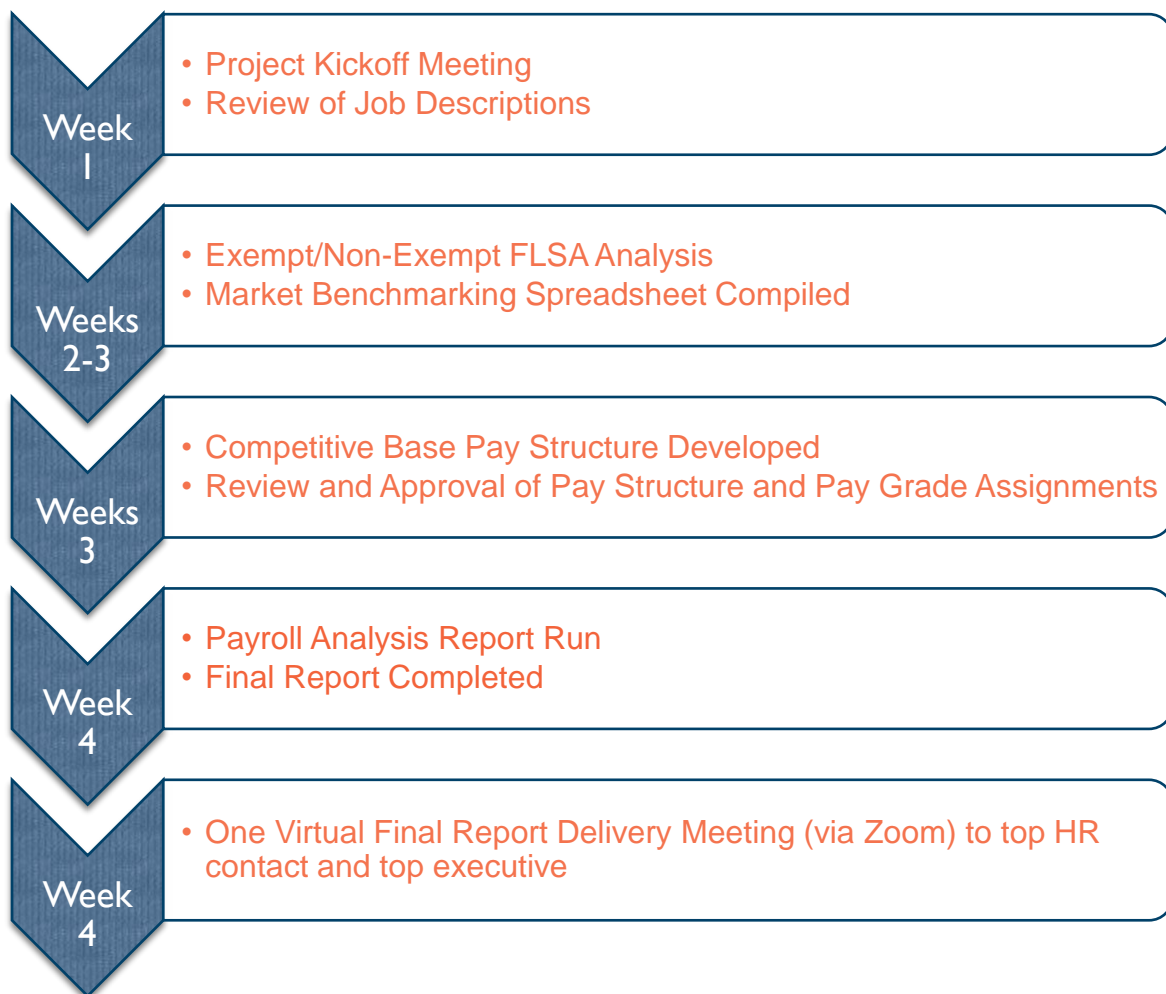 Week
1
• Project Kickoff Meeting
• Review of Job Descriptions
Weeks
2-3
• Exempt/Non-Exempt FLSA Analysis
• Market Benchmarking Spreadsheet Compiled
Weeks
3
• Competitive Base Pay Structure Developed
• Review and Approval of Pay Structure and Pay Grade Assignments
Week
4
• Payroll Analysis Report Run
• Final Report Completed
Week
4
• One Virtual Final Report Delivery Meeting (via Zoom) to top HR
contact and top executive